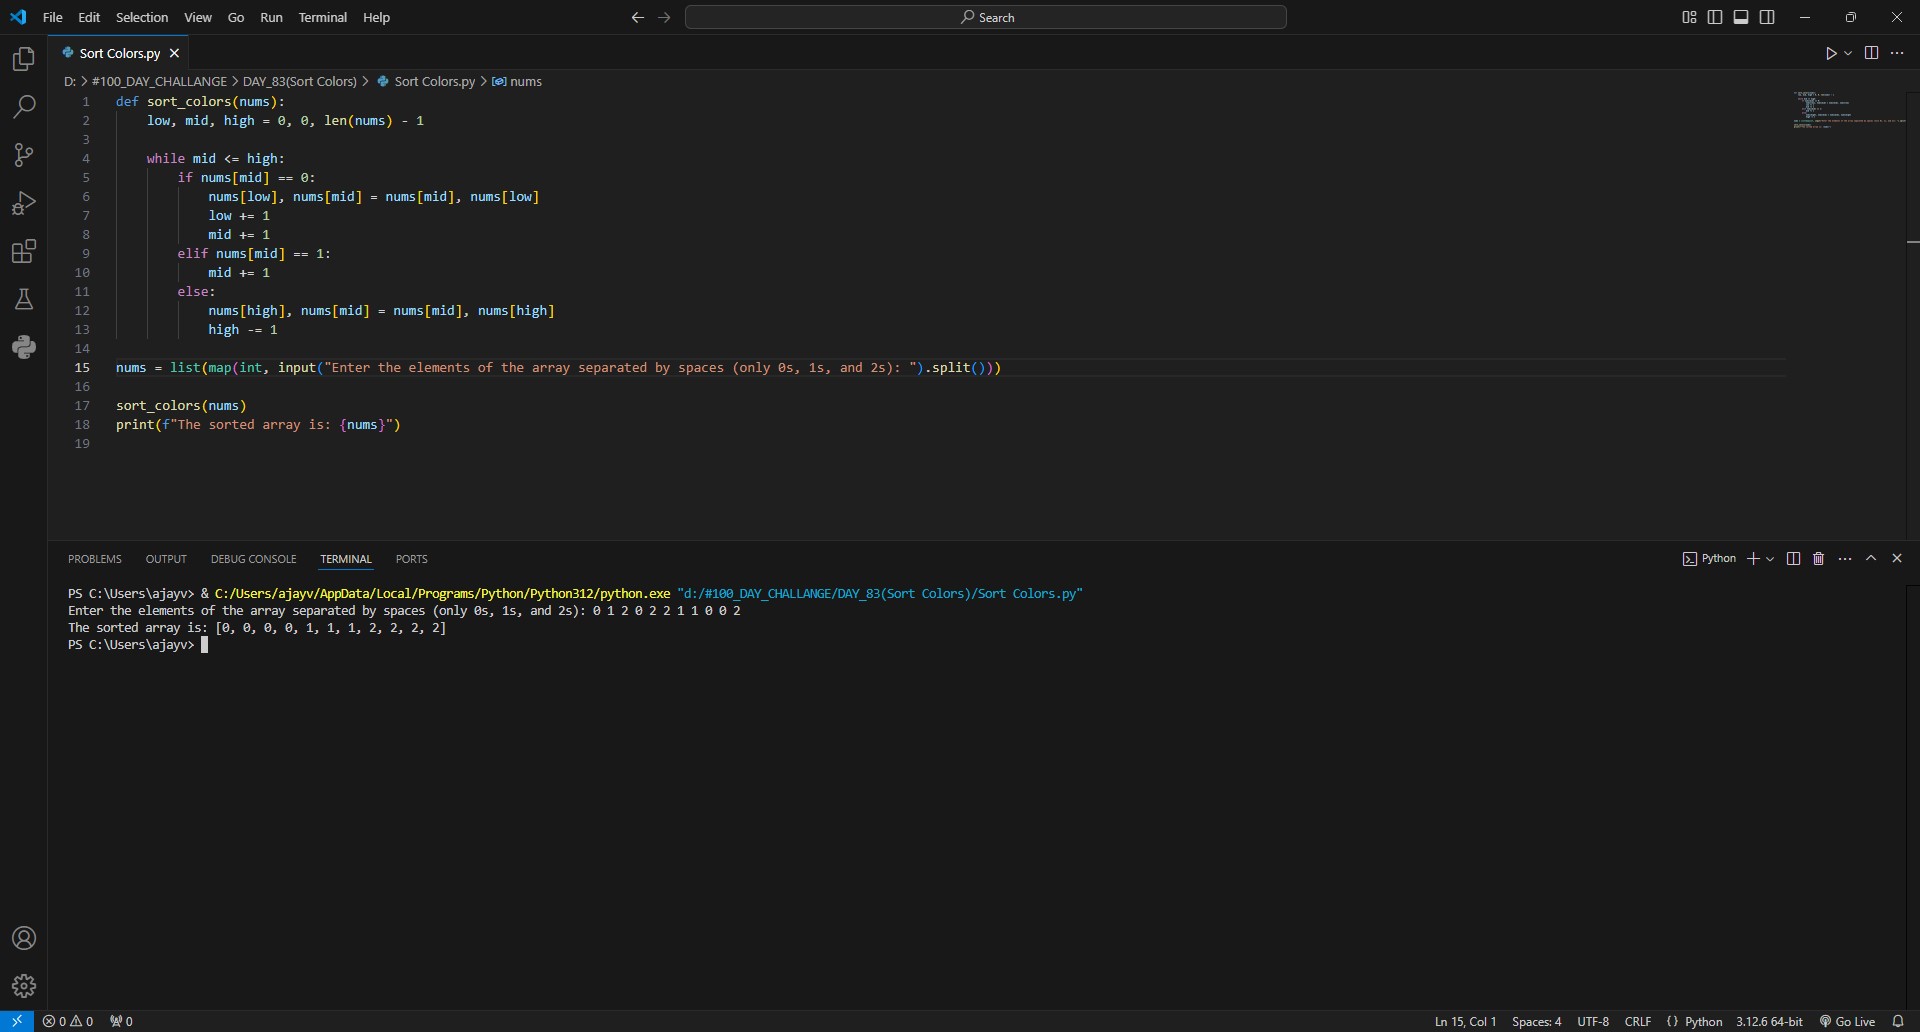 File Edit Selection View Go Run Terminal Help Search
Sort Colors.py
D: > #100_DAY_CHALLANGE > DAY_83(Sort Colors) > Sort Colors.py > nums
1 def sort_colors(nums):
2     low, mid, high = 0, 0, len(nums) - 1
3
4     while mid <= high:
5         if nums[mid] == 0:
6             nums[low], nums[mid] = nums[mid], nums[low]
7             low += 1
8             mid += 1
9         elif nums[mid] == 1:
10             mid += 1
11         else:
12             nums[high], nums[mid] = nums[mid], nums[high]
13             high -= 1
14
15 nums = list(map(int, input("Enter the elements of the array separated by spaces (only 0s, 1s, and 2s): ").split()))
16
17 sort_colors(nums)
18 print(f"The sorted array is: {nums}")
19
PROBLEMS OUTPUT DEBUG CONSOLE TERMINAL PORTS Python
PS C:\Users\ajayv> & C:/Users/ajayv/AppData/Local/Programs/Python/Python312/python.exe "d:/#100_DAY_CHALLANGE/DAY_83(Sort Colors)/Sort Colors.py"
Enter the elements of the array separated by spaces (only 0s, 1s, and 2s): 0 1 2 0 2 2 1 1 0 0 2
The sorted array is: [0, 0, 0, 0, 1, 1, 1, 2, 2, 2, 2]
PS C:\Users\ajayv>
0 0 0 Ln 15, Col 1 Spaces: 4 UTF-8 CRLF {} Python 3.12.6 64-bit Go Live